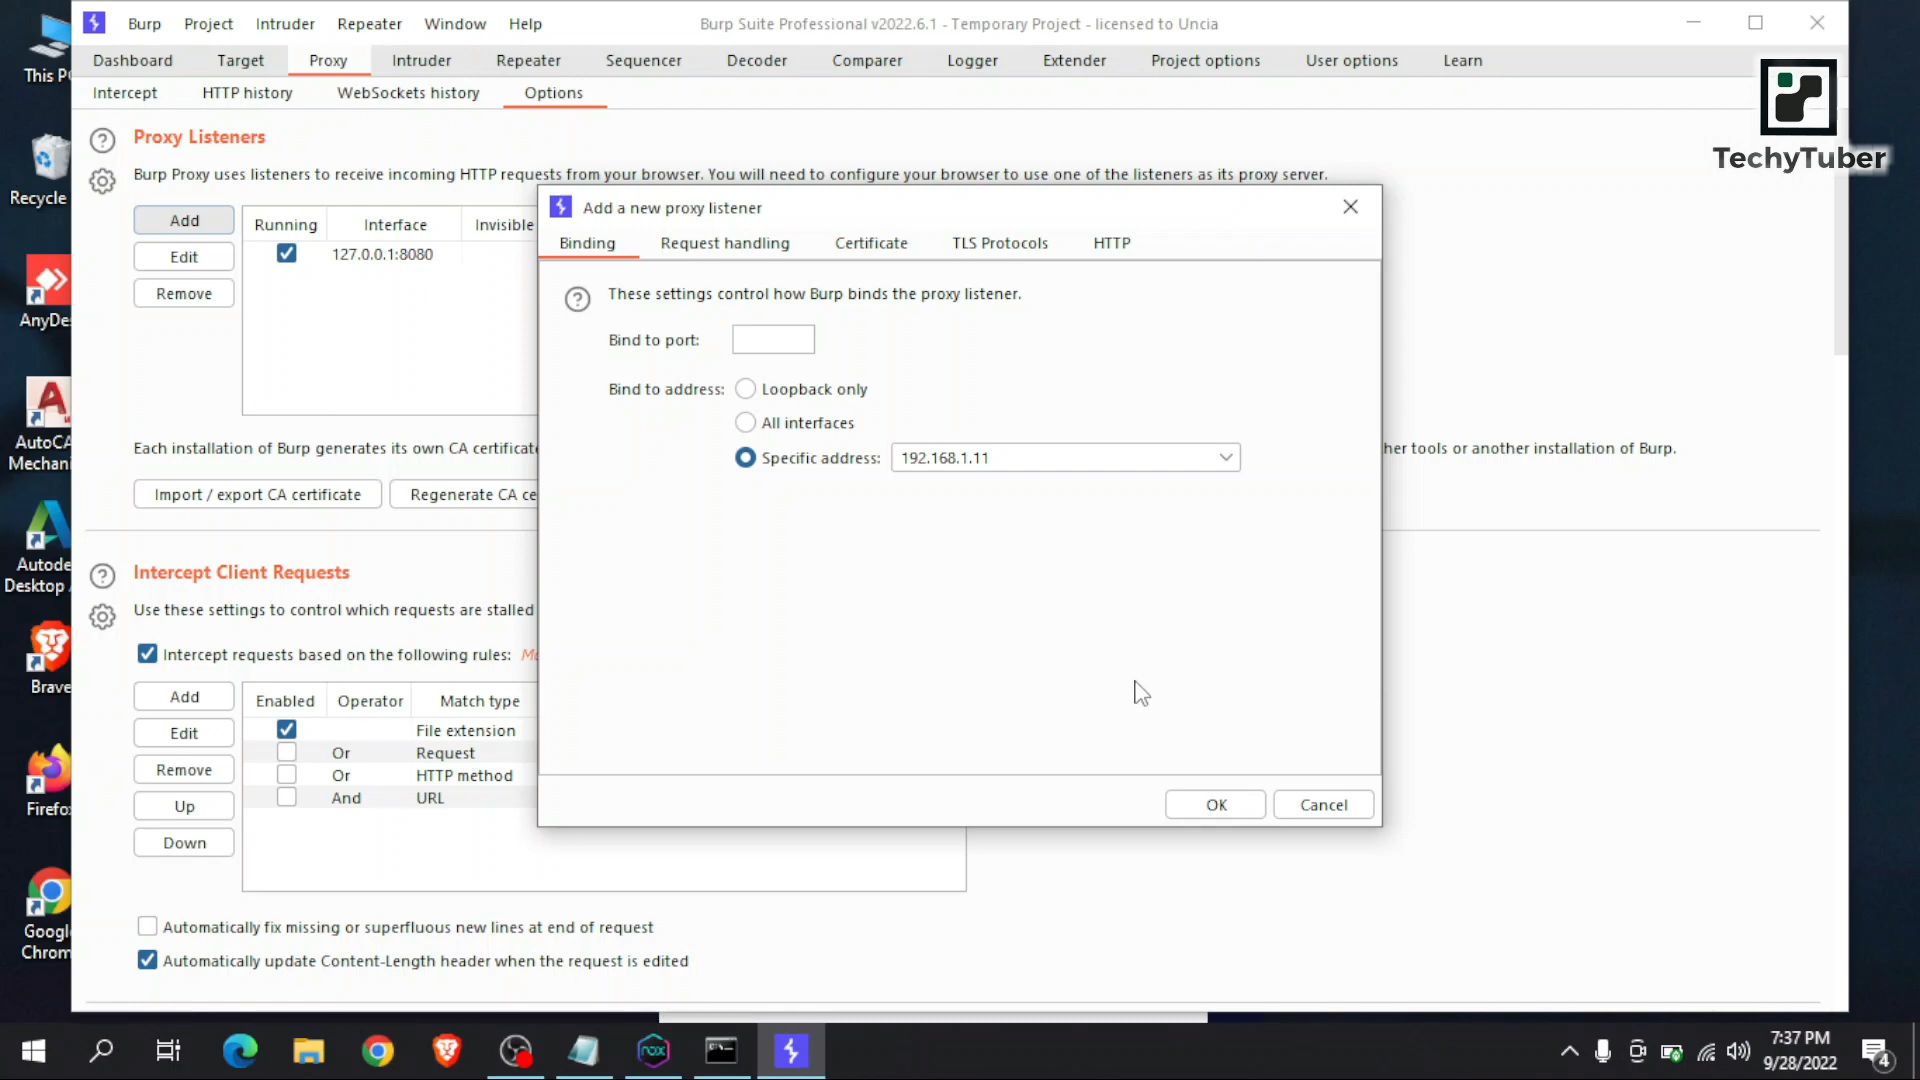 Burp Project Intruder Repeater Window Help Burp Suite Professional v2022.6.1 - Temporary Project - licensed to Uncia
Dashboard Target Proxy Intruder Repeater Sequencer Decoder Comparer Logger Extender Project options User options Learn
Intercept HTTP history WebSockets history Options
TechyTuber
Proxy Listeners
Burp Proxy uses listeners to receive incoming HTTP requests from your browser. You will need to configure your browser to use one of the listeners as its proxy server.
Add
Edit
Remove
Running Interface Invisible
127.0.0.1:8080
Each installation of Burp generates its own CA certificate
her tools or another installation of Burp.
Import / export CA certificate Regenerate CA ce
Add a new proxy listener
Binding Request handling Certificate TLS Protocols HTTP
These settings control how Burp binds the proxy listener.
Bind to port:
Bind to address: Loopback only
All interfaces
Specific address: 192.168.1.11
OK Cancel
Intercept Client Requests
Use these settings to control which requests are stalled
Intercept requests based on the following rules:
Add
Edit
Remove
Up
Down
Enabled Operator Match type
File extension
Or Request
Or HTTP method
And URL
Automatically fix missing or superfluous new lines at end of request
Automatically update Content-Length header when the request is edited
This P
Recycle
AnyDe
AutoCA
Mechani
Autode
Desktop
Brave
Firefo
Googl
Chrom
nox
7:37 PM
9/28/2022
4